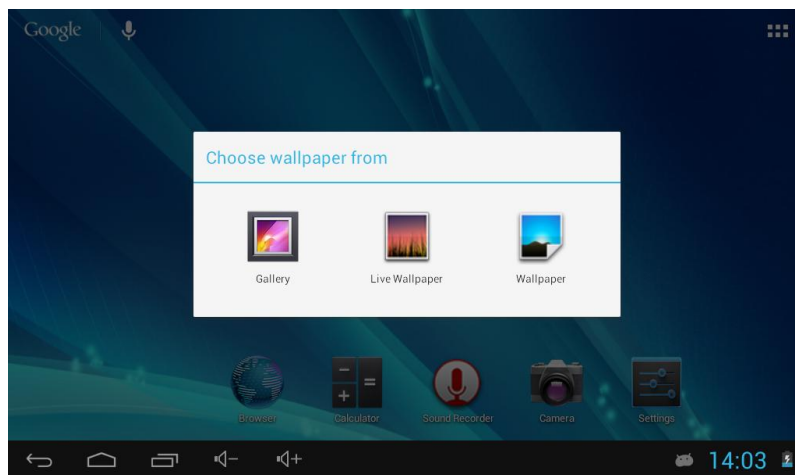 Google
Choose wallpaper from
Gallery Live Wallpaper Wallpaper
Browser Calculator Sound Recorder Camera Settings
14:03